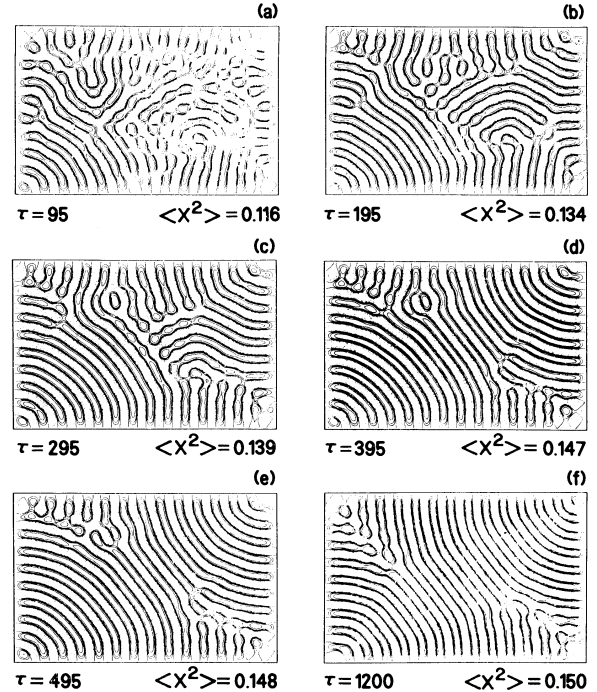 (a)
(b)
τ = 95 <X²> = 0.116
τ = 195 <X²> = 0.134
(c)
(d)
τ = 295 <X²> = 0.139
τ = 395 <X²> = 0.147
(e)
(f)
τ = 495 <X²> = 0.148
τ = 1200 <X²> = 0.150